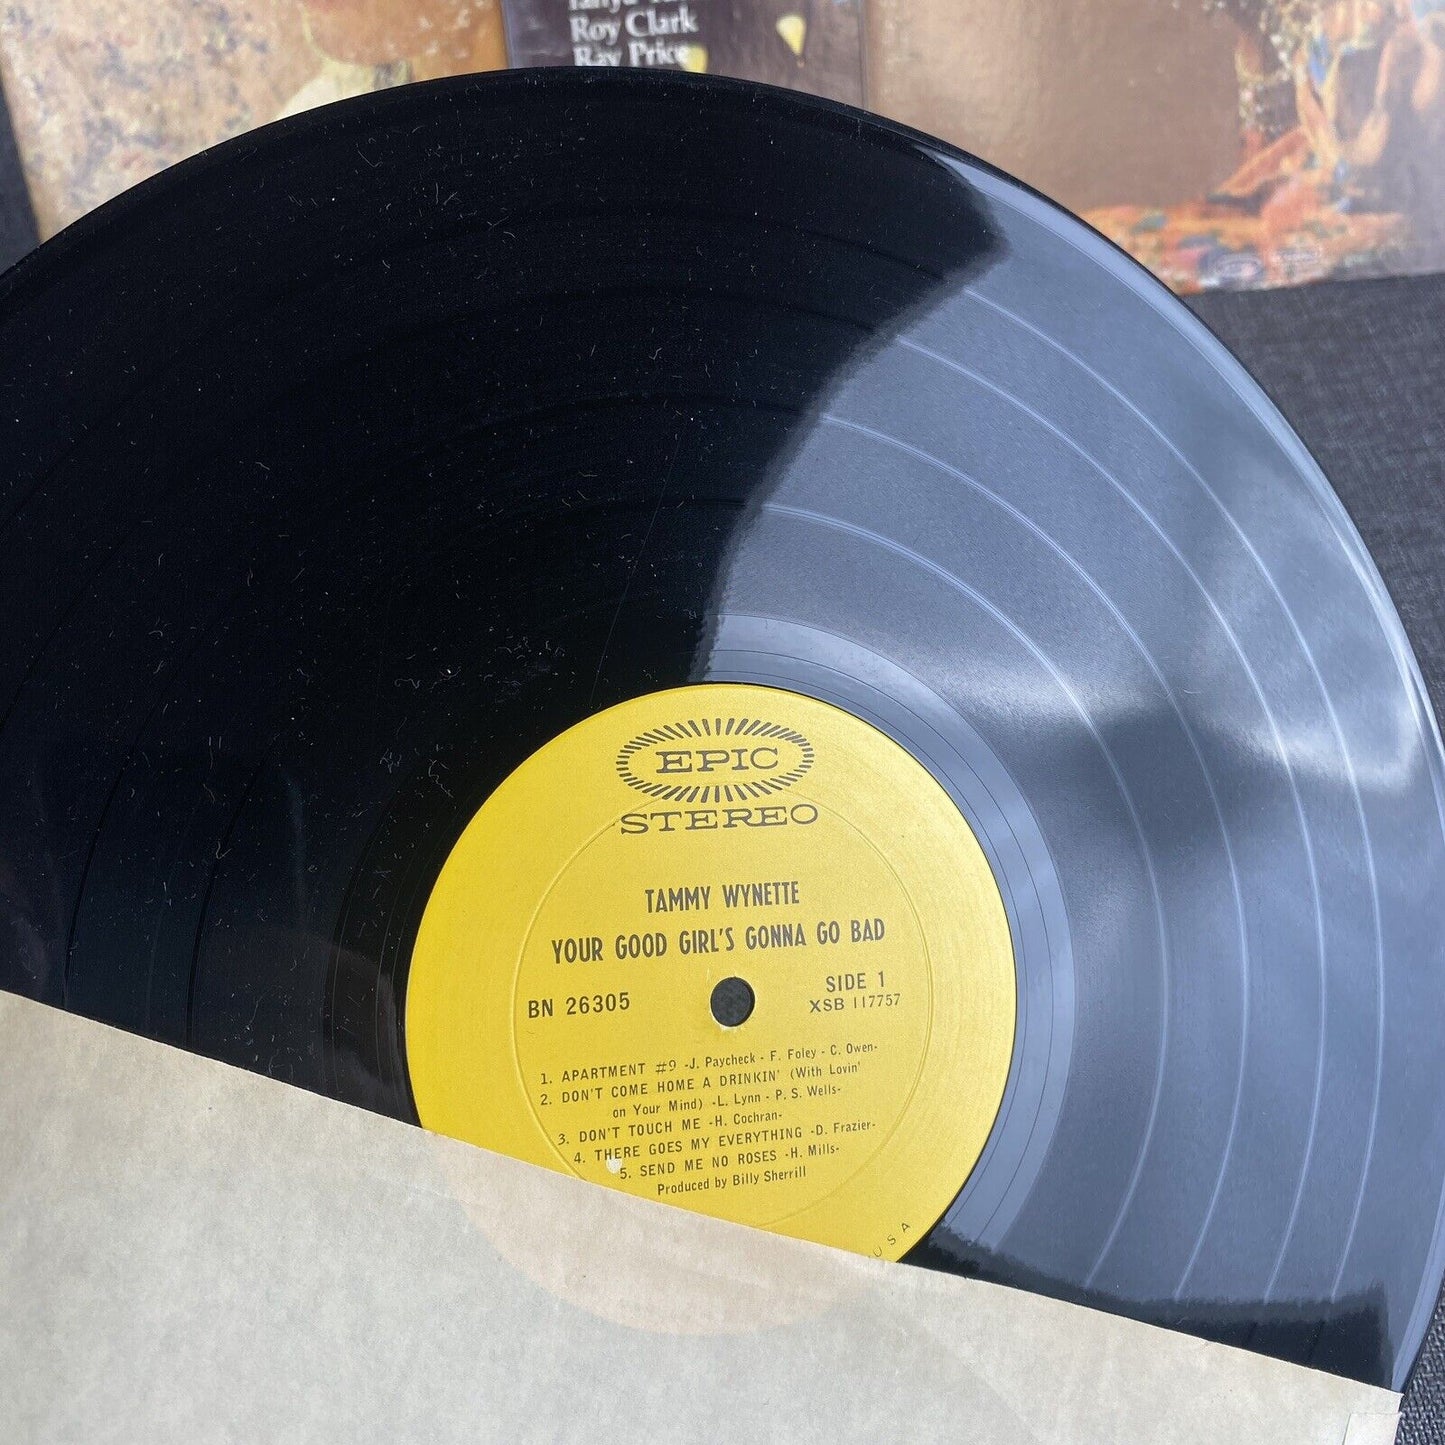 Roy Clark
Ray Price
EPIC
STEREO
TAMMY WYNETTE
YOUR GOOD GIRL'S GONNA GO BAD
BN 26305
SIDE 1
XSB 117757
1. APARTMENT #9 -J. Paycheck - F. Foley - C. Owen-
2. DON'T COME HOME A DRINKIN' (With Lovin'
on Your Mind) -L. Lynn - P. S. Wells-
3. DON'T TOUCH ME -H. Cochran-
4. THERE GOES MY EVERYTHING -D. Frazier-
5. SEND ME NO ROSES -H. Mills-
Produced by Billy Sherrill
USA